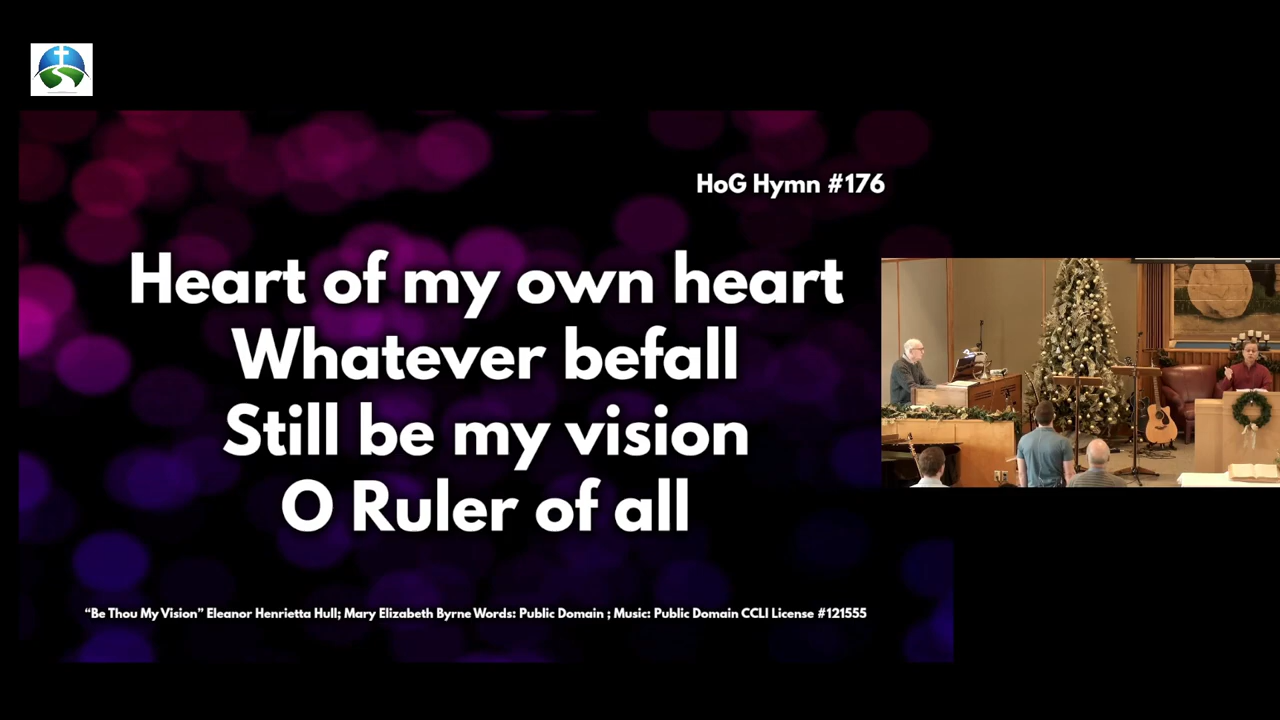 HoG Hymn #176
Heart of my own heart
Whatever befall
Still be my vision
O Ruler of all
“Be Thou My Vision” Eleanor Henrietta Hull; Mary Elizabeth Byrne Words: Public Domain ; Music: Public Domain CCLI License #121555